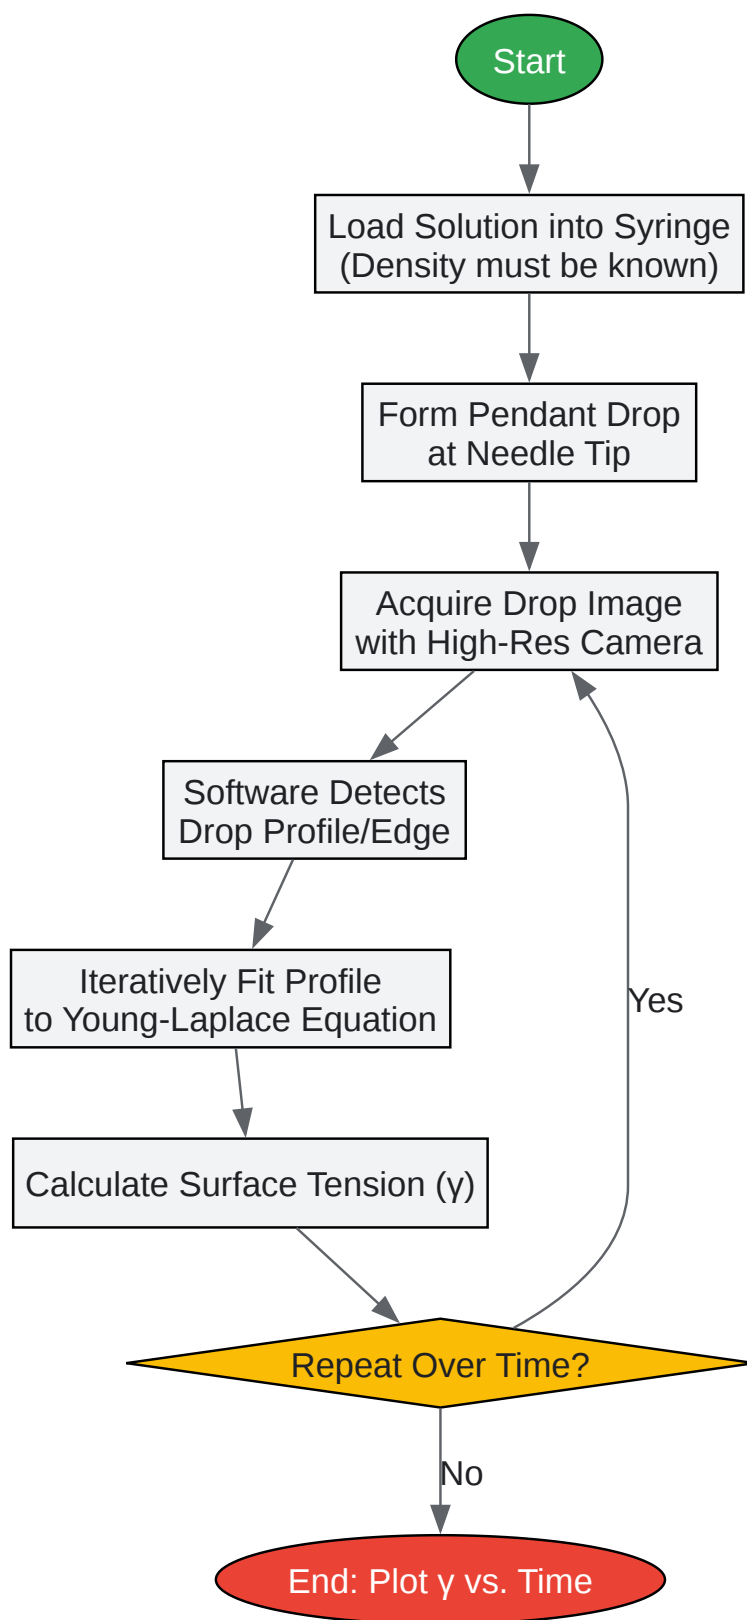 Start
Load Solution into Syringe
(Density must be known)
Form Pendant Drop
at Needle Tip
Acquire Drop Image
with High-Res Camera
Software Detects
Drop Profile/Edge
Iteratively Fit Profile
to Young-Laplace Equation
Yes
Calculate Surface Tension (γ)
Repeat Over Time?
No
End: Plot γ vs. Time